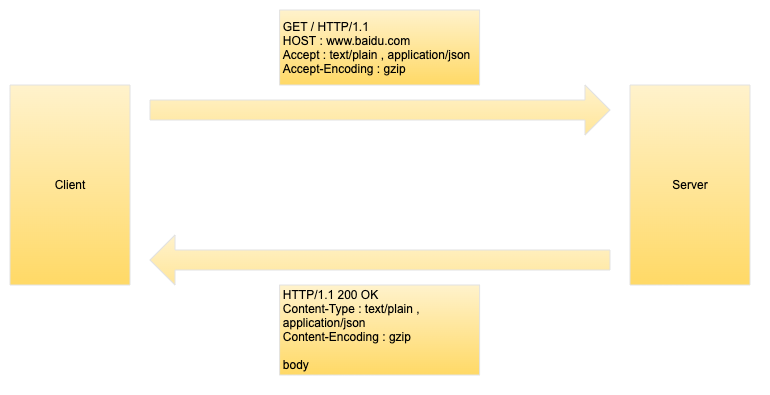 GET / HTTP/1.1
HOST : www.baidu.com
Accept : text/plain , application/json
Accept-Encoding : gzip
Client
Server
HTTP/1.1 200 OK
Content-Type : text/plain ,
application/json
Content-Encoding : gzip
body